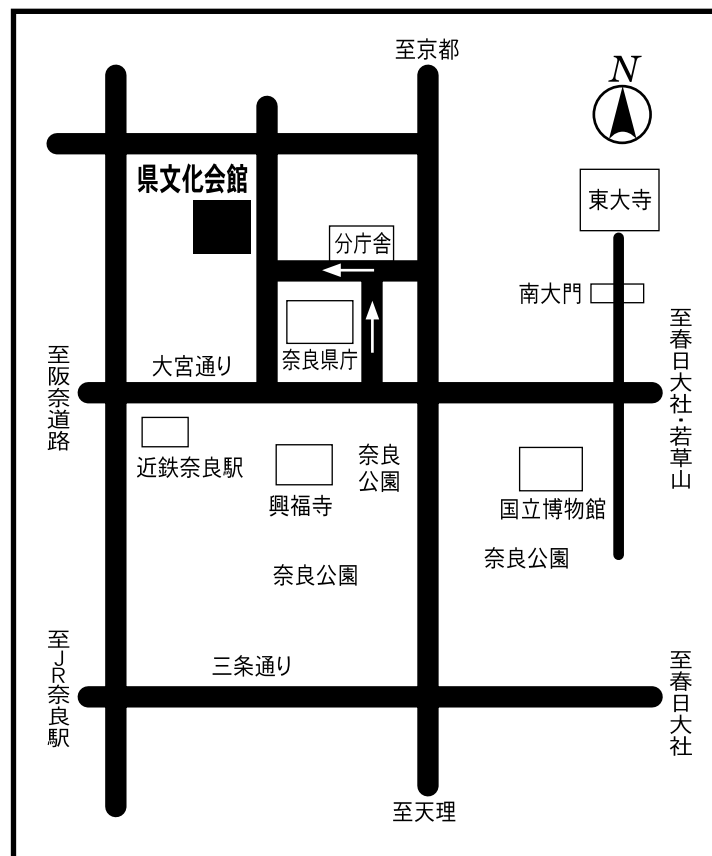 至京都
N
県文化会館
東大寺
分庁舎
南大門
奈良県庁
大宮通り
至阪奈道路
至春日大社・若草山
近鉄奈良駅
興福寺
奈良
公園
国立博物館
奈良公園
奈良公園
三条通り
至JR奈良駅
至春日大社
至天理